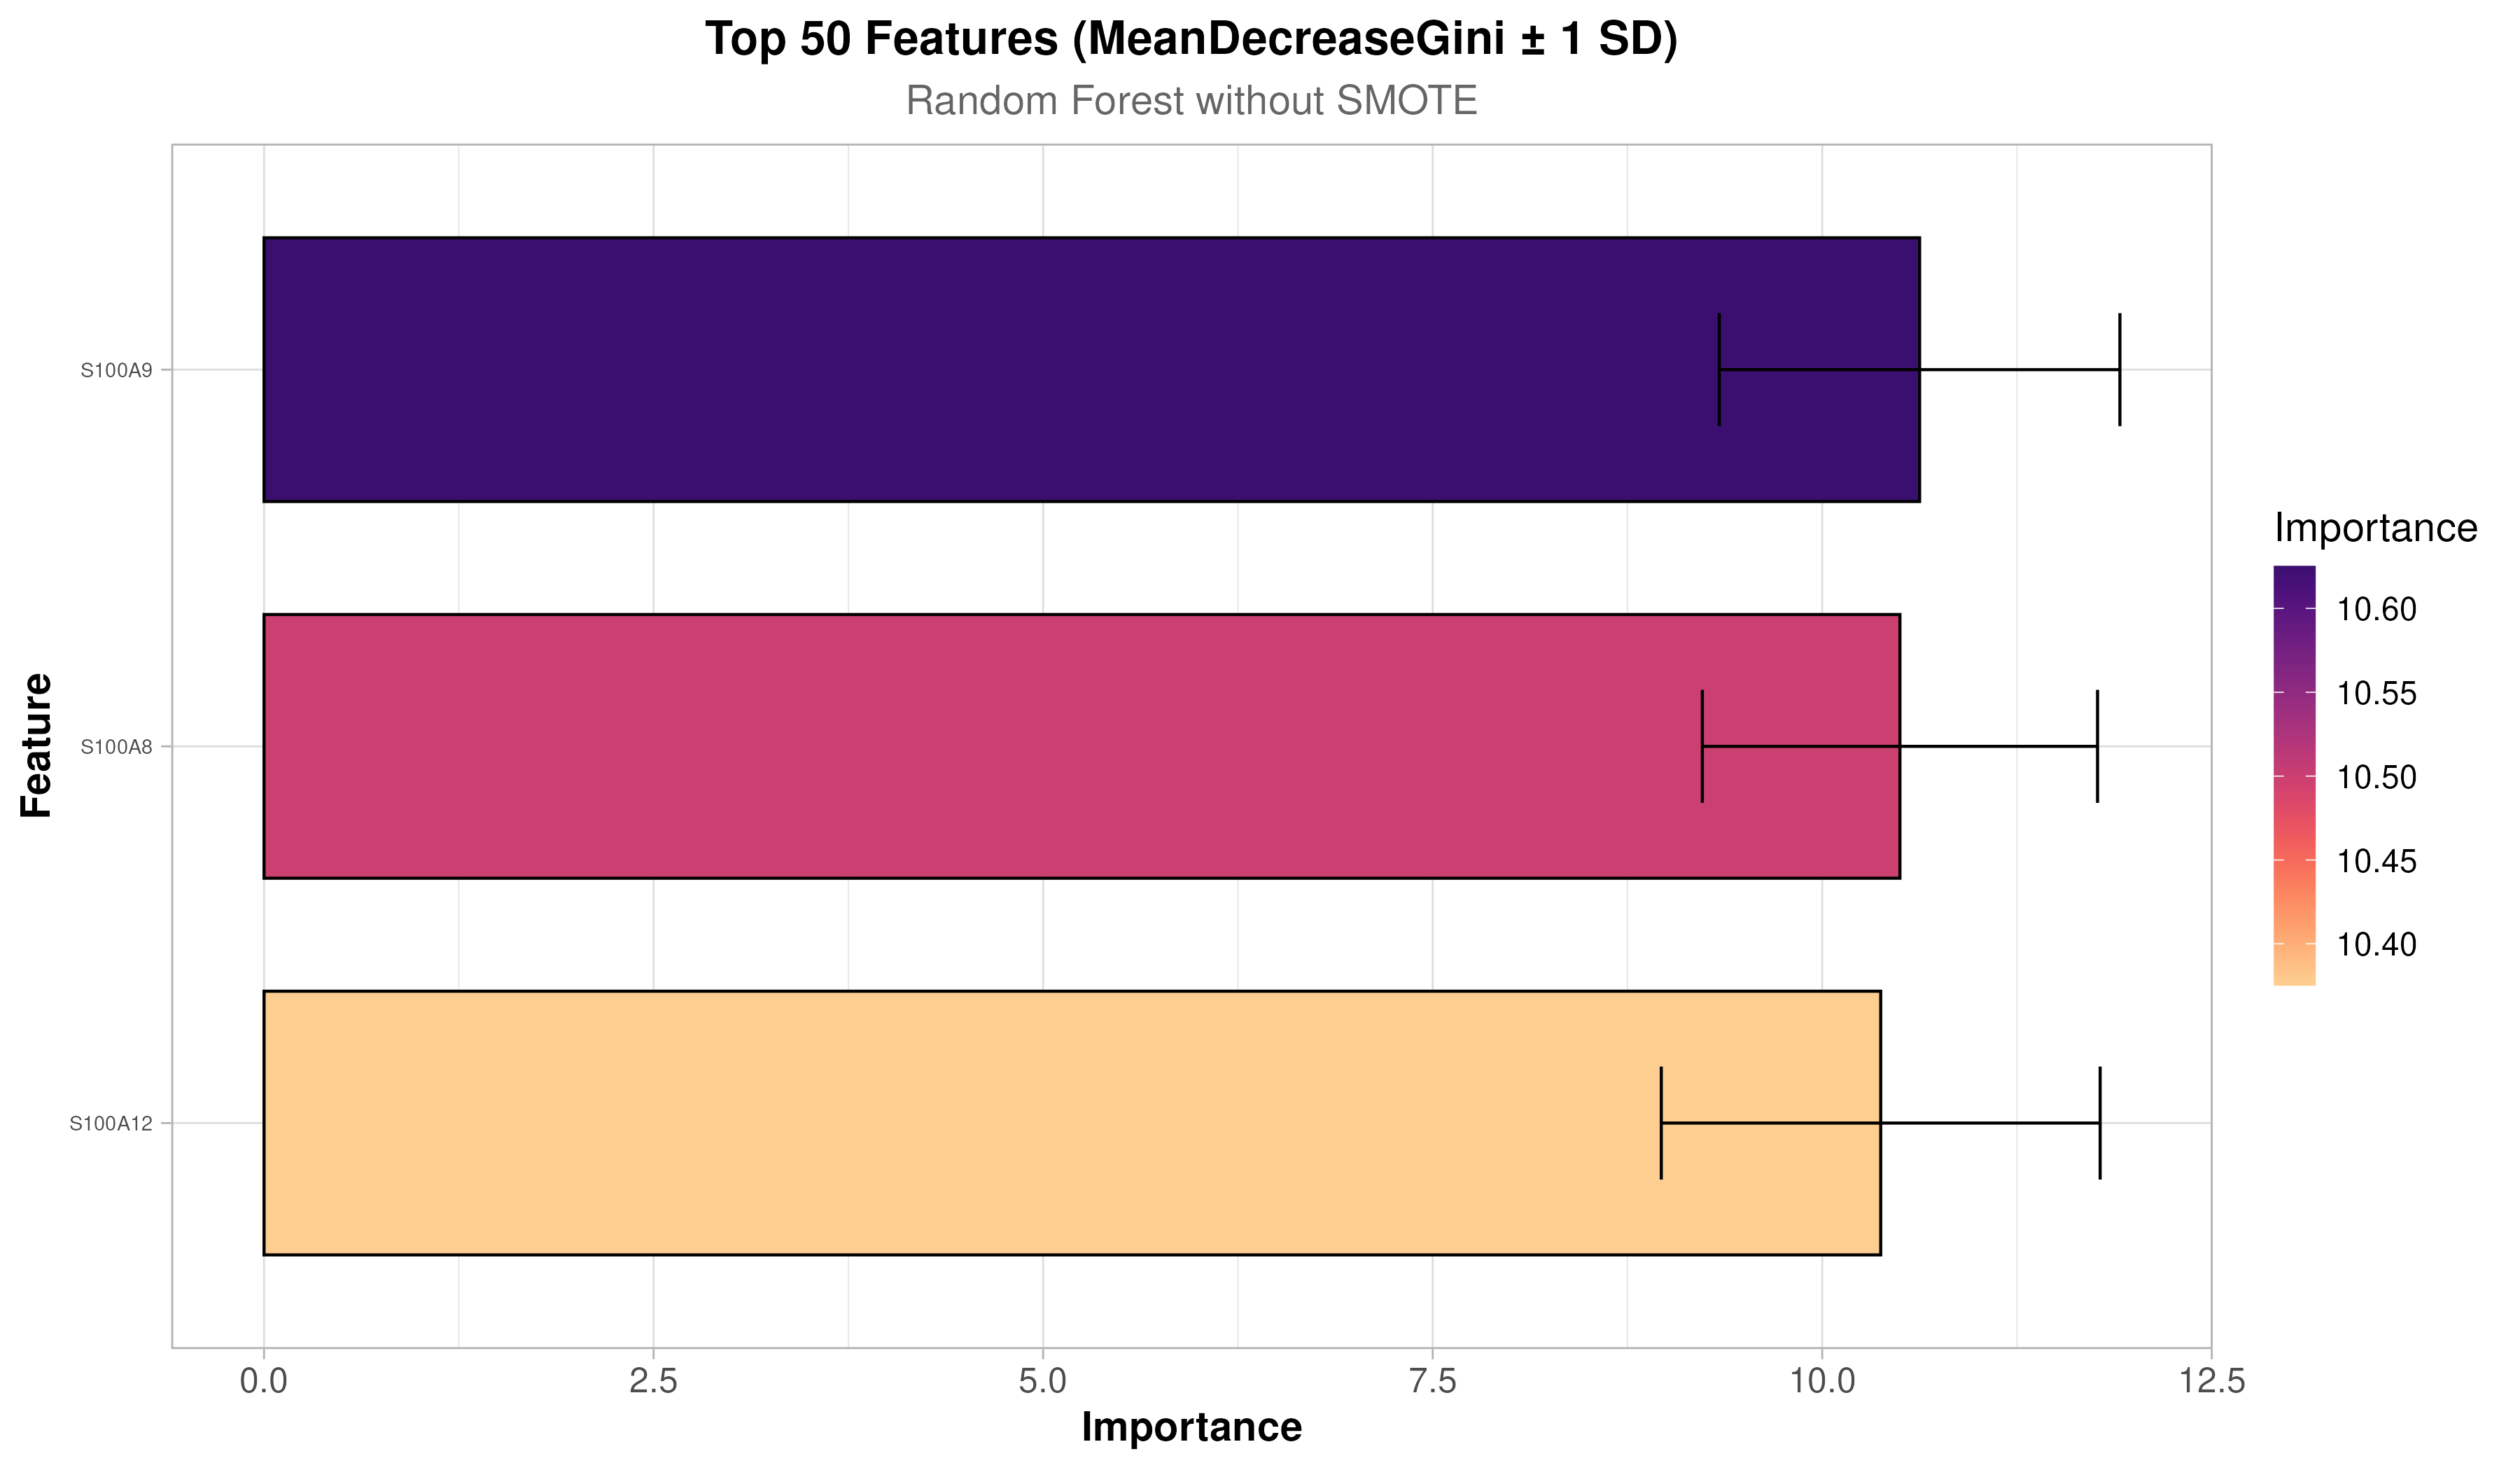 Top 50 Features (MeanDecreaseGini ± 1 SD)
Random Forest without SMOTE
Feature
S100A9
S100A8
S100A12
0.0 2.5 5.0 7.5 10.0 12.5
Importance
Importance
10.60
10.55
10.50
10.45
10.40